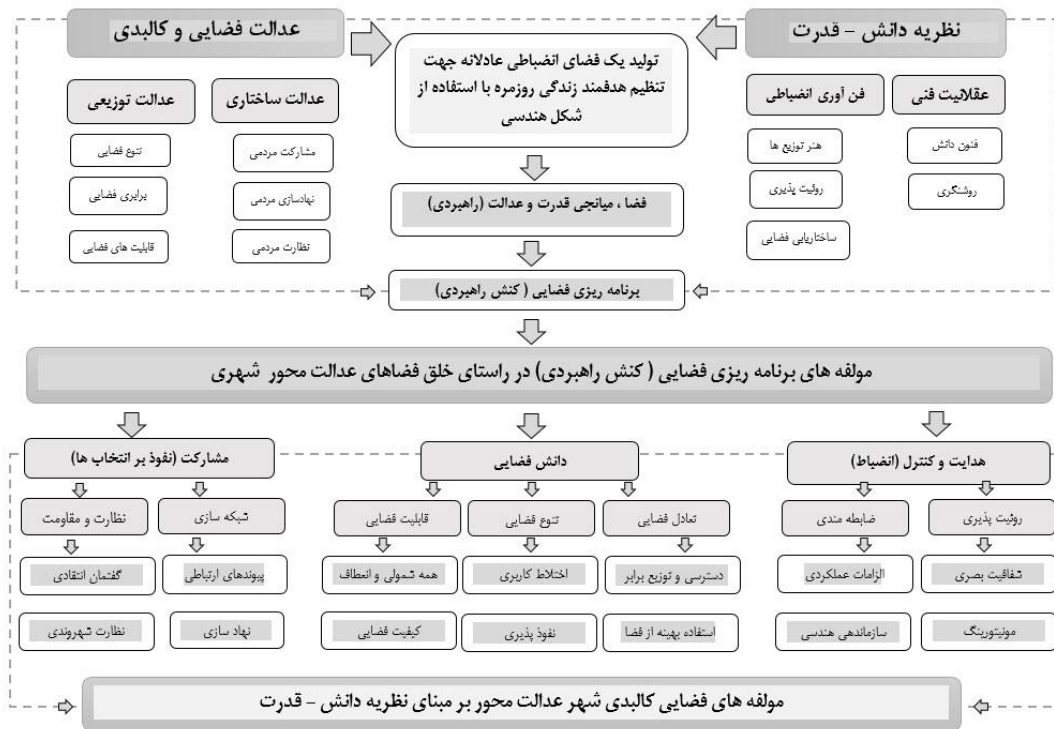 نظریه دانش - قدرت
عدالت فضایی و کالبدی
تولید یک فضای انضباطی عادلانه جهت
تنظیم هدفمند زندگی روزمره با استفاده از
شکل هندسی
عقلانیت فنی
فن آوری انضباطی
عدالت ساختاری
عدالت توزیعی
فنون دانش
هنر توزیع ها
مشارکت مردمی
تنوع فضایی
روشنگری
روئیت پذیری
نهادسازی مردمی
برابری فضایی
ساختاریابی فضایی
نظارت مردمی
قابلیت های فضایی
فضا ، میانجی قدرت و عدالت (راهبردی)
برنامه ریزی فضایی ( کنش راهبردی)
مولفه های برنامه ریزی فضایی ( کنش راهبردی) در راستای خلق فضاهای عدالت محور شهری
هدایت و کنترل (انضباط)
دانش فضایی
مشارکت (نفوذ بر انتخاب ها)
روئیت پذیری
ضابطه مندی
تعادل فضایی
تنوع فضایی
قابلیت فضایی
شبکه سازی
نظارت و مقاومت
شفاقیت بصری
الزامات عملکردی
دسترسی و توزیع برابر
اختلاط کاربری
همه شمولی و انعطاف
پیوندهای ارتباطی
گفتمان انتقادی
مونیتورینگ
سازماندهی هندسی
استفاده بهینه از فضا
نفوذ پذیری
کیفیت فضایی
نهاد سازی
نظارت شهروندی
مولفه های فضایی کالبدی شهر عدالت محور بر مبنای نظریه دانش - قدرت